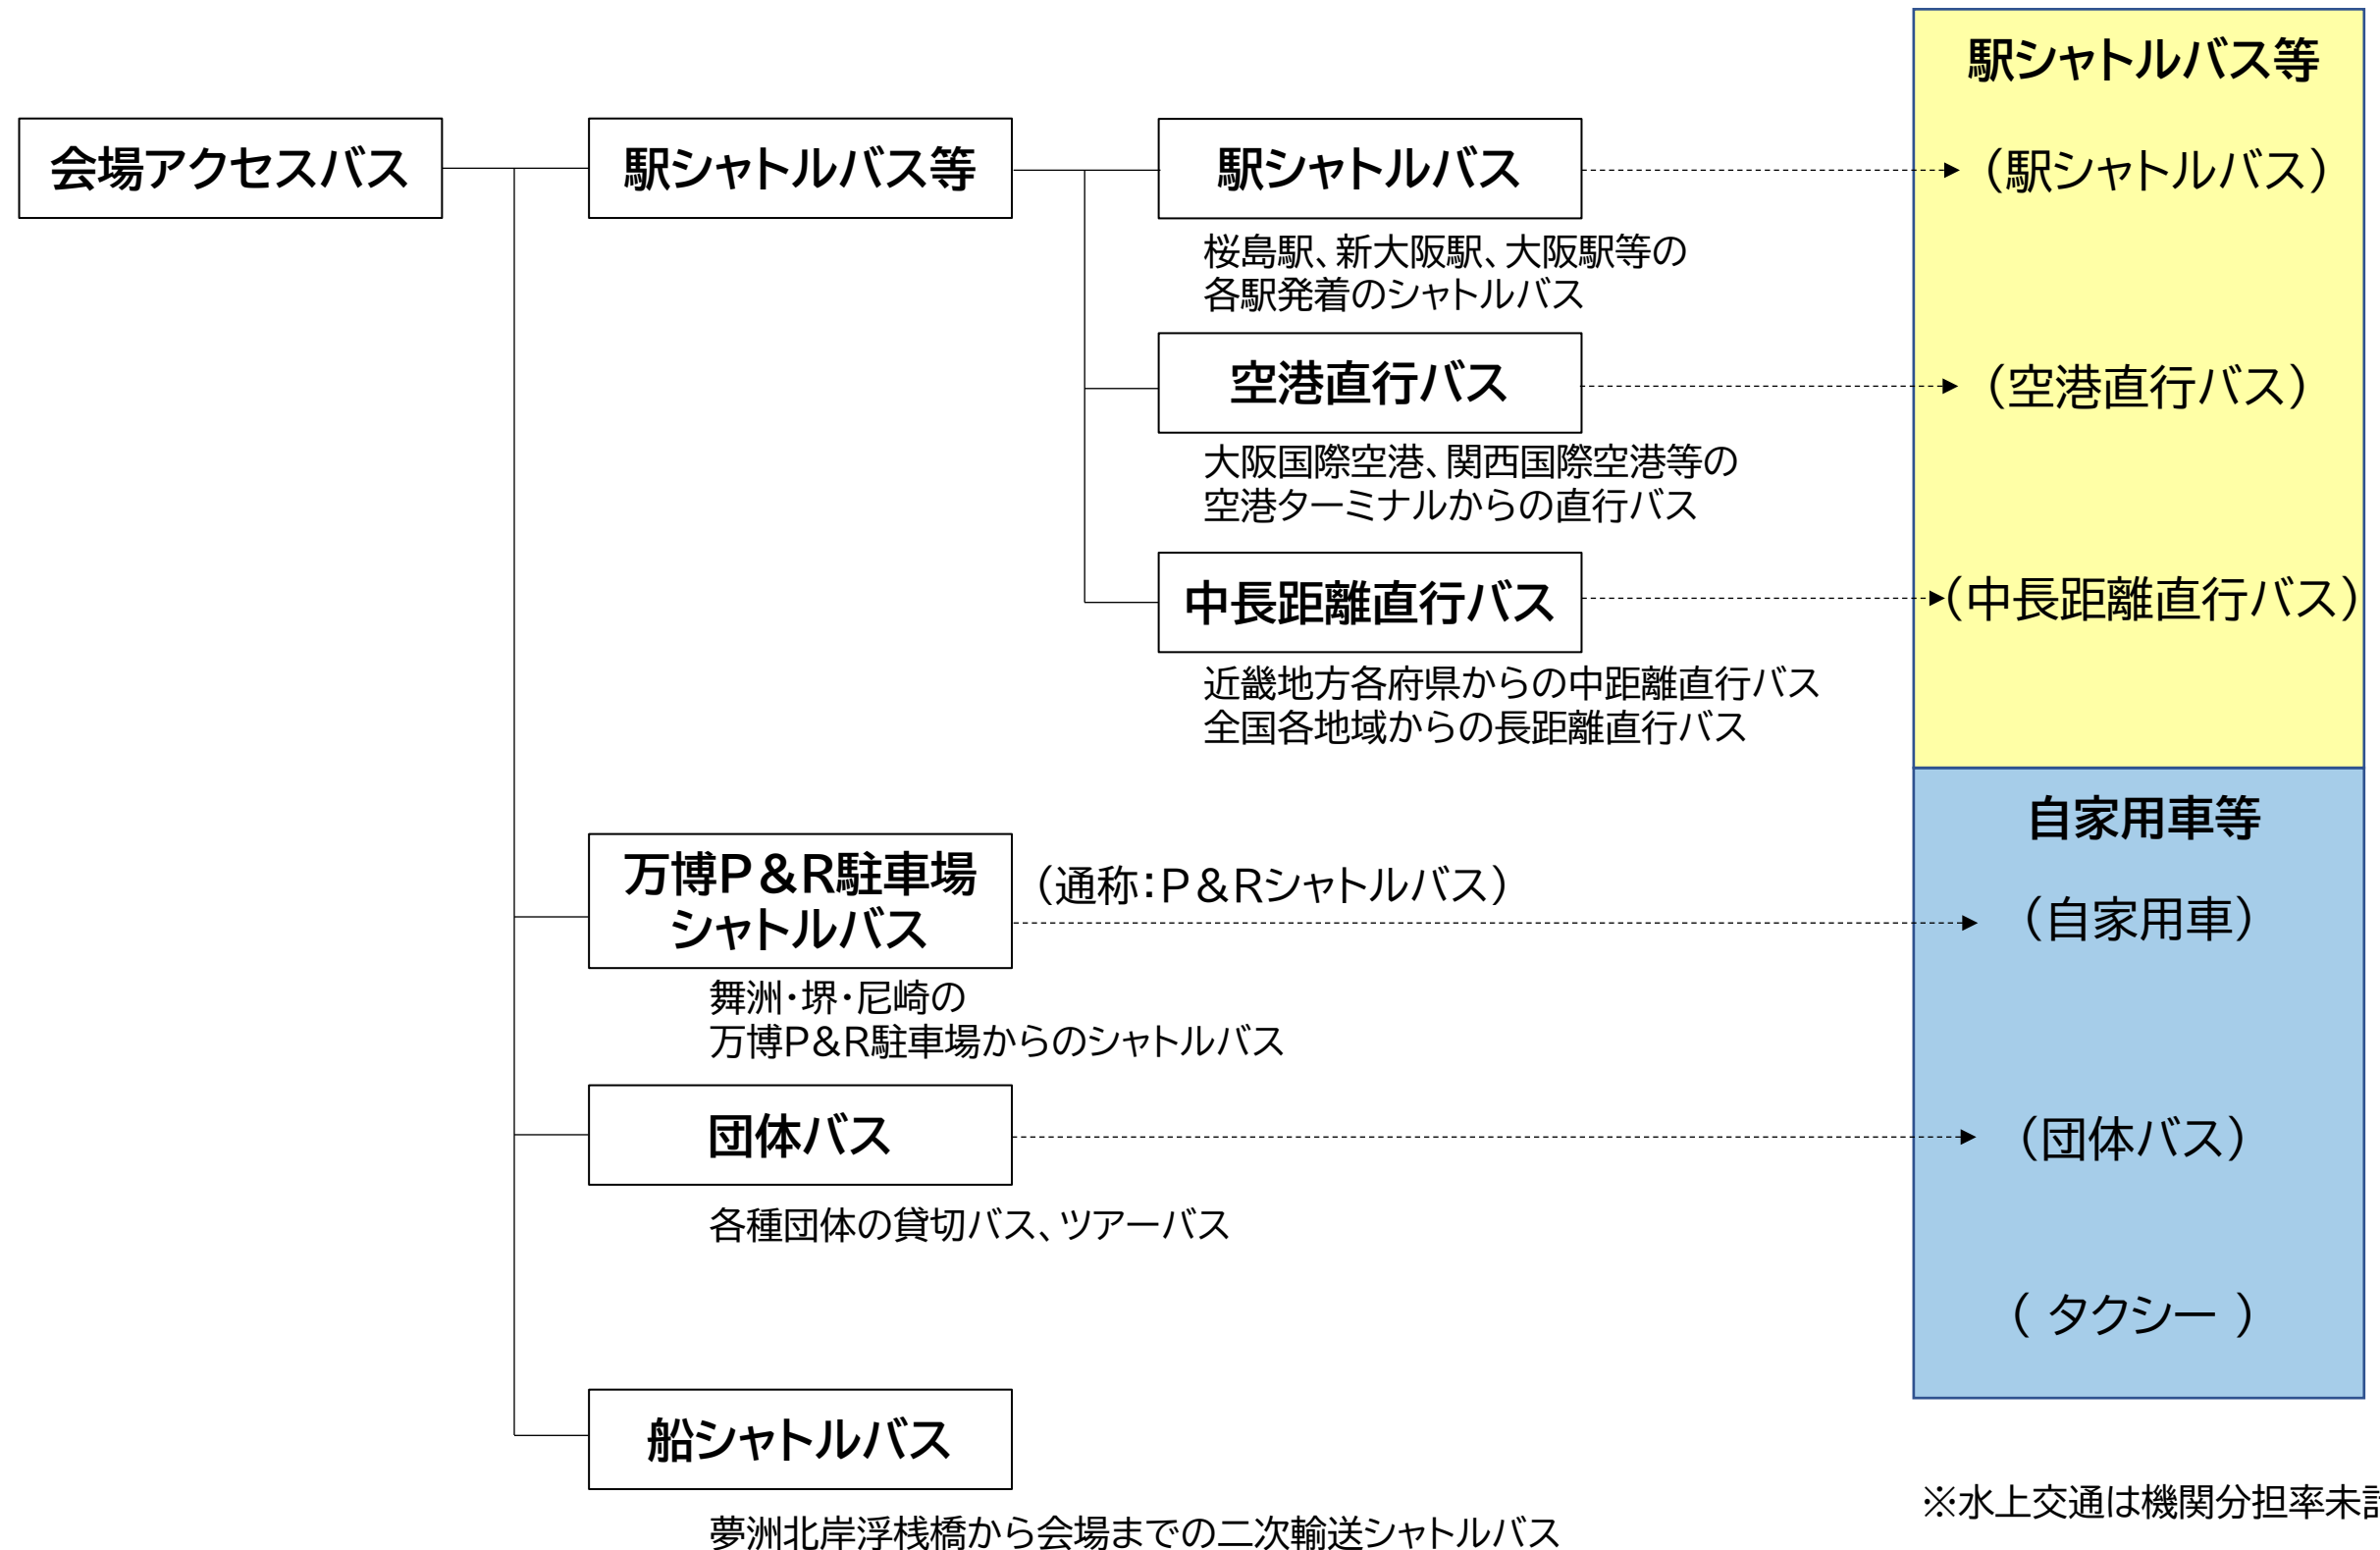 会場アクセスバス
駅シャトルバス等
駅シャトルバス
桜島駅、新大阪駅、大阪駅等の
各駅発着のシャトルバス
空港直行バス
大阪国際空港、関西国際空港等の
空港ターミナルからの直行バス
中長距離直行バス
近畿地方各府県からの中距離直行バス
全国各地域からの長距離直行バス
万博P&R駐車場
シャトルバス
（通称：P&Rシャトルバス）
舞洲・堺・尼崎の
万博P&R駐車場からのシャトルバス
団体バス
各種団体の貸切バス、ツアーバス
船シャトルバス
夢洲北岸浮桟橋から会場までの二次輸送シャトルバス
駅シャトルバス等
（駅シャトルバス）
（空港直行バス）
（中長距離直行バス）
自家用車等
（自家用車）
（団体バス）
（ タクシー ）
※水上交通は機関分担率未